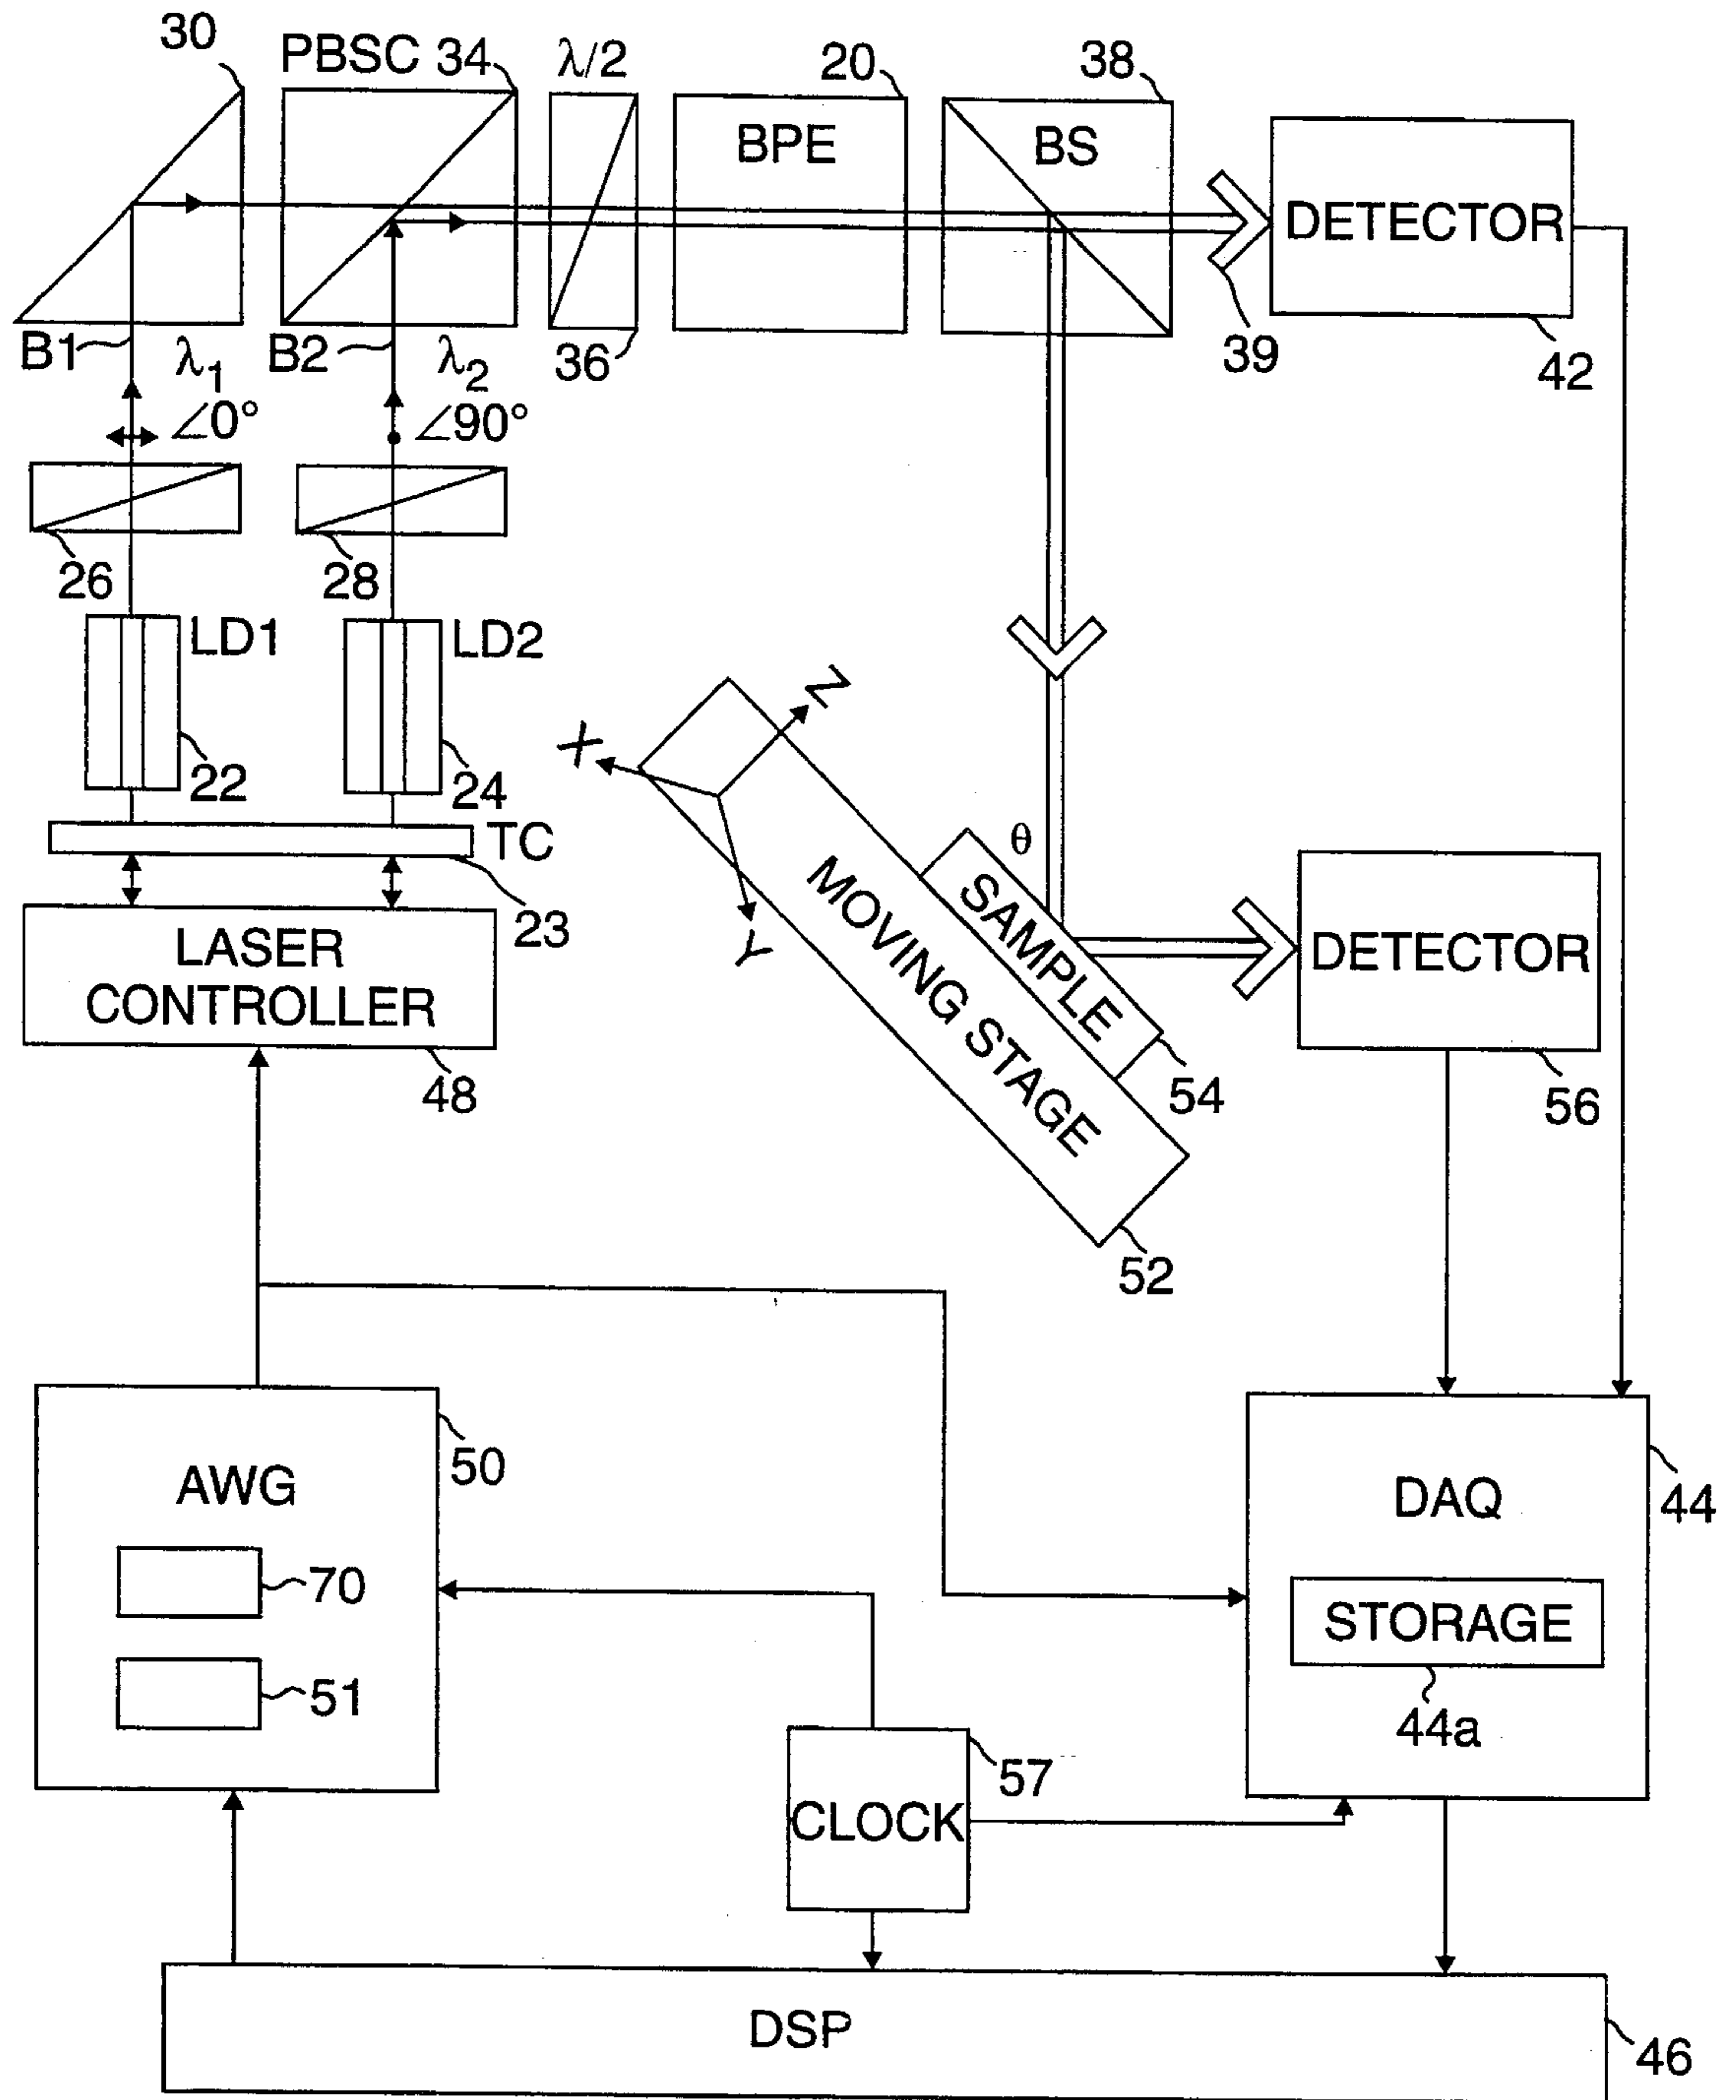 30
PBSC 34
λ/2
20
38
BPE
BS
DETECTOR
B1
λ1
B2
λ2
36
39
42
∠0°
∠90°
26
28
LD1
LD2
22
24
Z
X
Y
TC
23
θ
SAMPLE
MOVING STAGE
DETECTOR
LASER
CONTROLLER
48
54
56
52
50
AWG
44
DAQ
70
STORAGE
51
44a
57
CLOCK
DSP
46